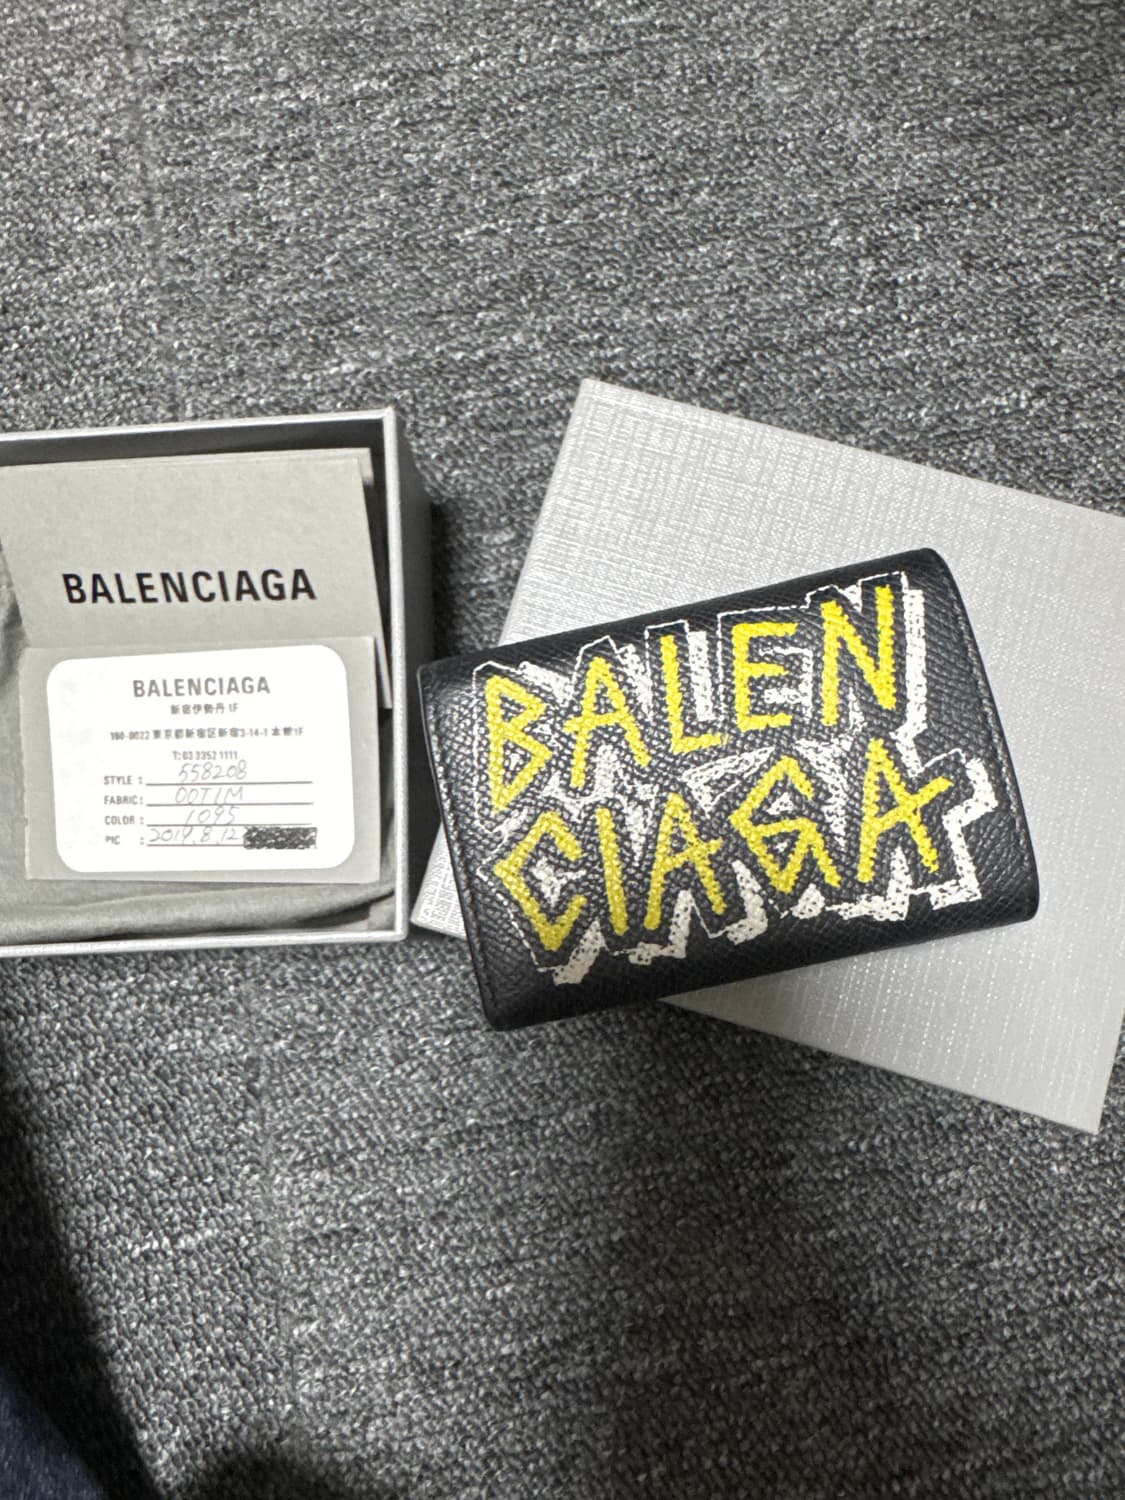 BALENCIAGA
BALENCIAGA
新宿伊勢丹 1F
160-0022 東京都新宿区新宿3-14-1 本館1F
T: 03 3352 1111
STYLE : 558208
FABRIC : 00TIM
COLOR : 1095
PIC : 2019.8.12
BALEN
CIAGA